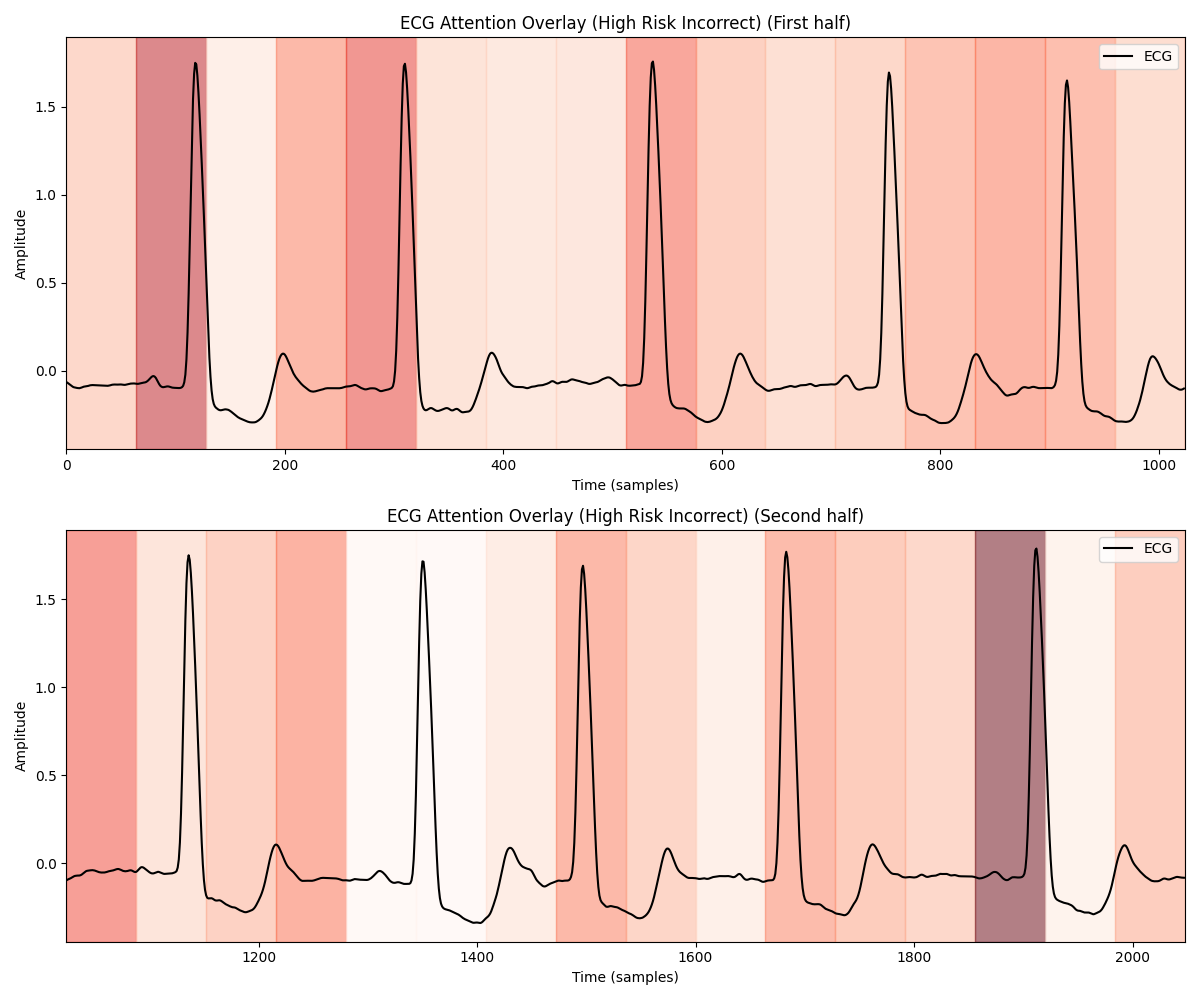 ECG Attention Overlay (High Risk Incorrect) (First half)
ECG
Amplitude
1.5
1.0
0.5
0.0
0 200 400 600 800 1000
Time (samples)
ECG Attention Overlay (High Risk Incorrect) (Second half)
ECG
Amplitude
1.5
1.0
0.5
0.0
1200 1400 1600 1800 2000
Time (samples)